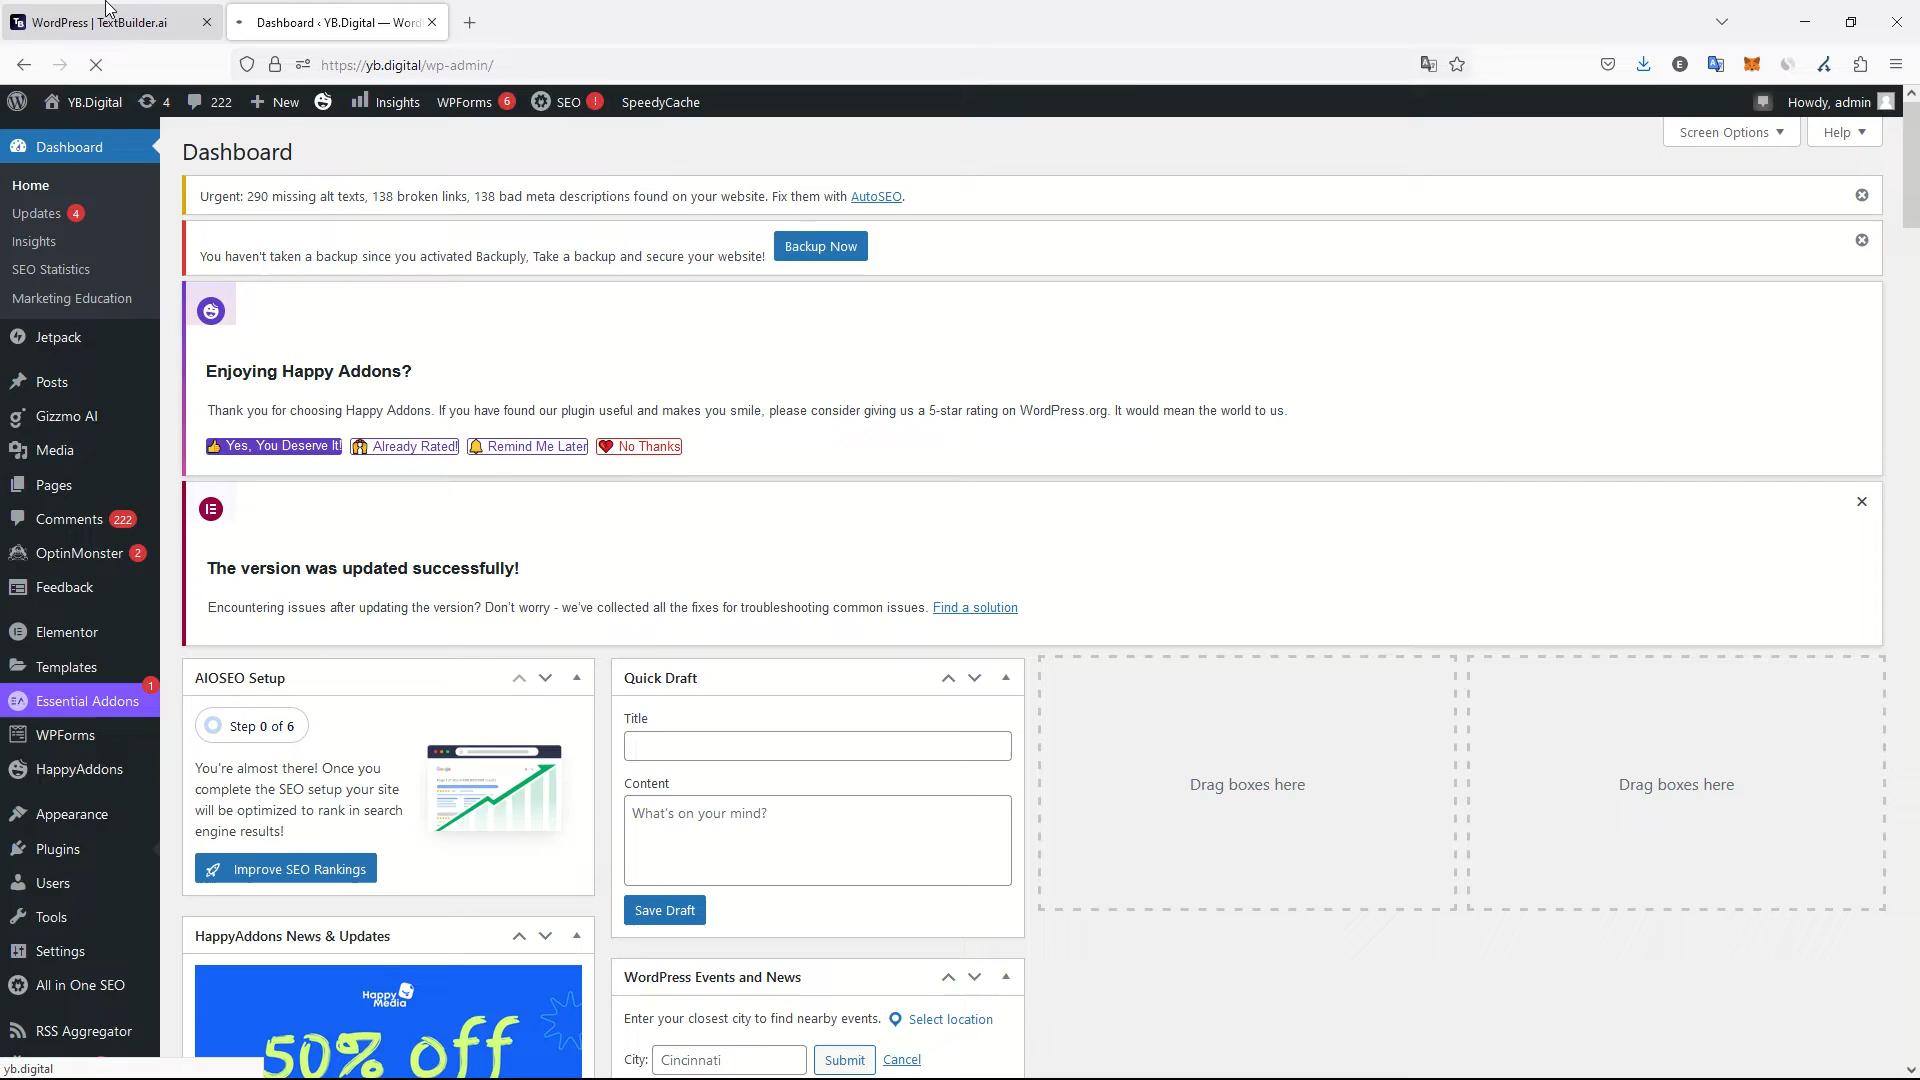 WordPress | TextBuilder.ai
Dashboard ‹ YB.Digital — Word
https://yb.digital/wp-admin/
YB.Digital
4
222
New
Insights
WPForms 6
SEO !
SpeedyCache
Howdy, admin
Dashboard
Home
Updates 4
Insights
SEO Statistics
Marketing Education
Jetpack
Posts
Gizzmo AI
Media
Pages
Comments 222
OptinMonster 2
Feedback
Elementor
Templates
Essential Addons 1
WPForms
HappyAddons
Appearance
Plugins
Users
Tools
Settings
All in One SEO
RSS Aggregator
yb.digital
Screen Options
Help
Dashboard
Urgent: 290 missing alt texts, 138 broken links, 138 bad meta descriptions found on your website. Fix them with AutoSEO.
You haven't taken a backup since you activated Backuply, Take a backup and secure your website!
Backup Now
Enjoying Happy Addons?
Thank you for choosing Happy Addons. If you have found our plugin useful and makes you smile, please consider giving us a 5-star rating on WordPress.org. It would mean the world to us.
Yes, You Deserve It!
Already Rated!
Remind Me Later
No Thanks
The version was updated successfully!
Encountering issues after updating the version? Don't worry - we've collected all the fixes for troubleshooting common issues. Find a solution
AIOSEO Setup
Step 0 of 6
You're almost there! Once you
complete the SEO setup your site
will be optimized to rank in search
engine results!
Improve SEO Rankings
HappyAddons News & Updates
Happy
Media
50% off
Quick Draft
Title
Content
What's on your mind?
Save Draft
WordPress Events and News
Enter your closest city to find nearby events.
Select location
City:
Cincinnati
Submit
Cancel
Drag boxes here
Drag boxes here